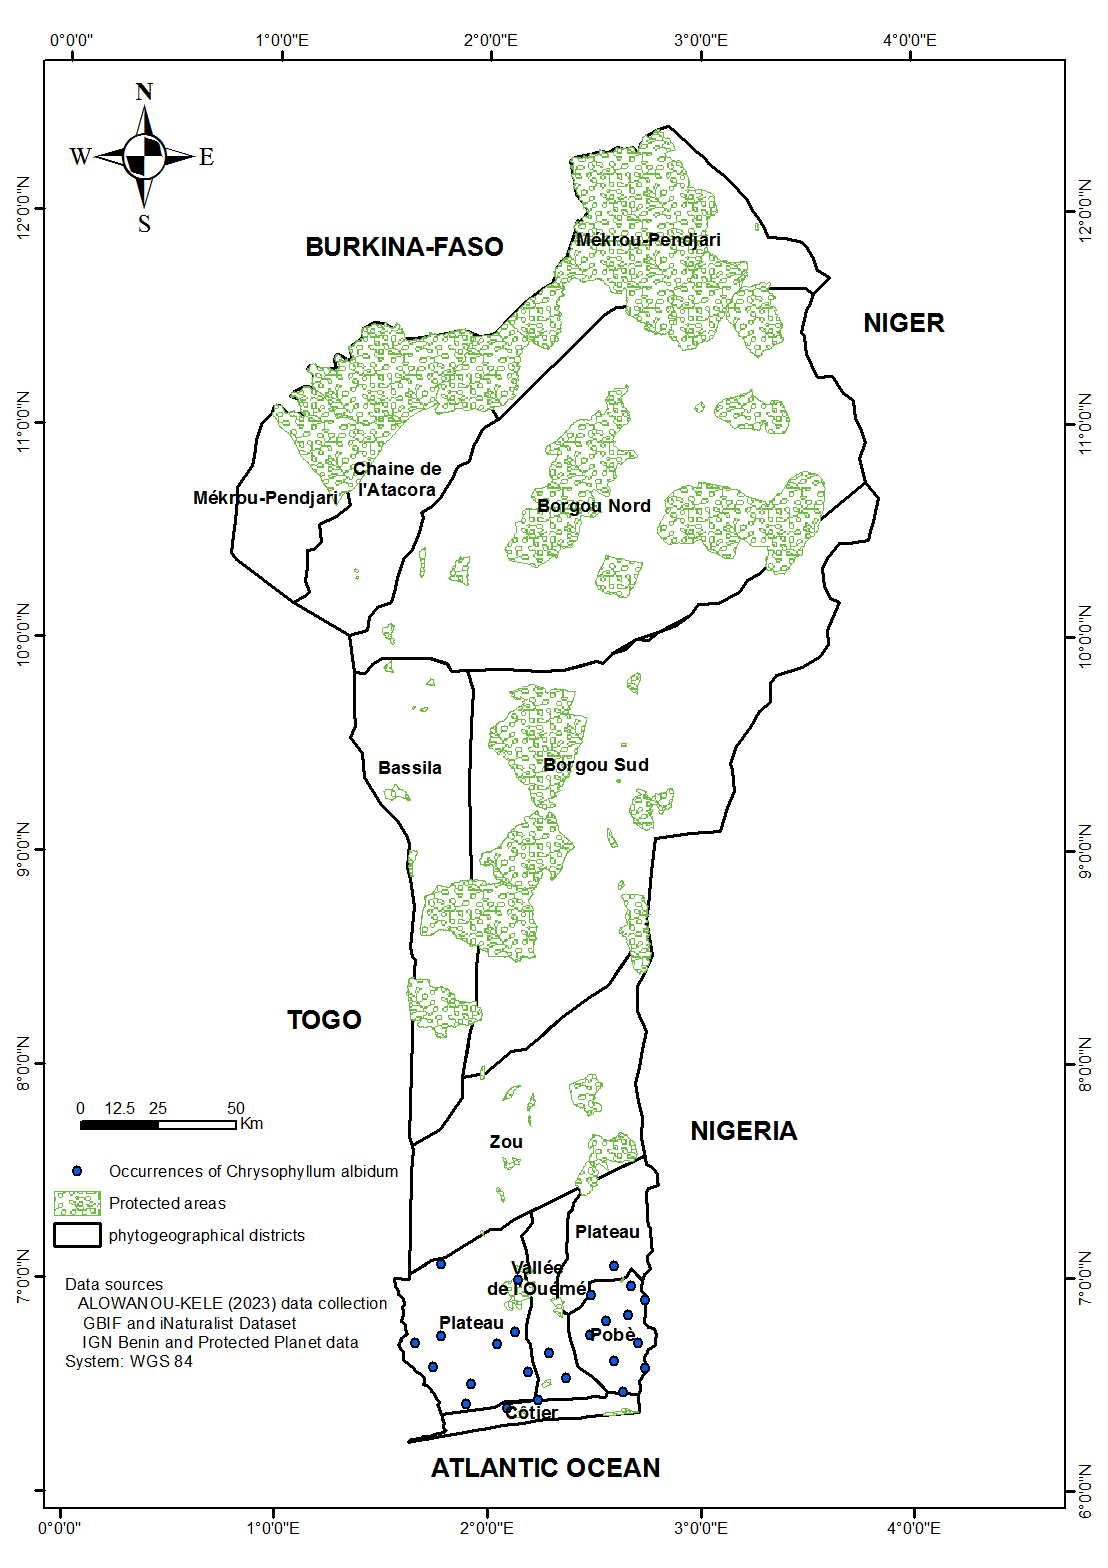 0°0'0" 1°0'0"E 2°0'0"E 3°0'0"E 4°0'0"E
N
W E
S
12°0'0"N 12°0'0"N
Mékrou-Pendjari
BURKINA-FASO
NIGER
11°0'0"N 11°0'0"N
Chaine de
l'Atacora
Mékrou-Pendjari
Borgou Nord
10°0'0"N 10°0'0"N
Borgou Sud
Bassila
9°0'0"N 9°0'0"N
TOGO
8°0'0"N 8°0'0"N
0 12.5 25 50
Km
NIGERIA
Zou
Occurrences of Chrysophyllum albidum
Protected areas
phytogeographical districts
Plateau
Vallée
de l'Ouémé
7°0'0"N 7°0'0"N
Data sources
ALOWANOU-KELE (2023) data collection
GBIF and iNaturalist Dataset
IGN Benin and Protected Planet data
System: WGS 84
Plateau
Pobè
Côtier
ATLANTIC OCEAN
6°0'0"N
0°0'0" 1°0'0"E 2°0'0"E 3°0'0"E 4°0'0"E